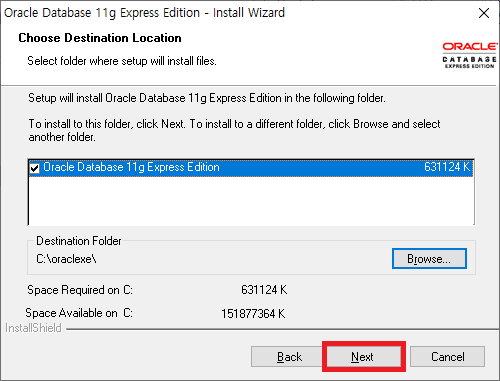 Oracle Database 11g Express Edition - Install Wizard
Choose Destination Location
Select folder where setup will install files.
ORACLE
DATABASE
EXPRESS EDITION
Setup will install Oracle Database 11g Express Edition in the following folder.
To install to this folder, click Next. To install to a different folder, click Browse and select
another folder.
Oracle Database 11g Express Edition 631124 K
Destination Folder
C:\oraclexe\
Browse...
Space Required on C: 631124 K
Space Available on C: 151877364 K
InstallShield
Back Next Cancel